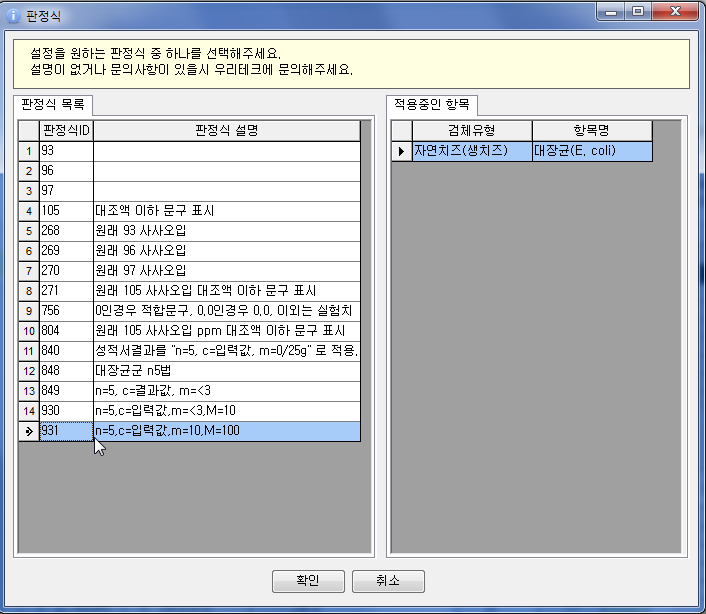 판정식
설정을 원하는 판정식 중 하나를 선택해주세요.
설명이 없거나 문의사항이 있을시 우리테크에 문의해주세요.
판정식 목록
판정식ID 판정식 설명
1 93
2 96
3 97
4 105 대조액 이하 문구 표시
5 268 원래 93 사사오입
6 269 원래 96 사사오입
7 270 원래 97 사사오입
8 271 원래 105 사사오입 대조액 이하 문구 표시
9 756 0인경우 적합문구, 0.0인경우 0.0, 이외는 실험치
10 804 원래 105 사사오입 ppm 대조액 이하 문구 표시
11 840 성적서결과를 "n=5, c=입력값, m=0/25g" 로 적용.
12 848 대장균군 n5법
13 849 n=5, c=결과값, m=<3
14 930 n=5,c=입력값,m=<3,M=10
931 n=5,c=입력값,m=10,M=100
적용중인 항목
검체유형 항목명
자연치즈(생치즈) 대장균(E. coli)
확인 취소